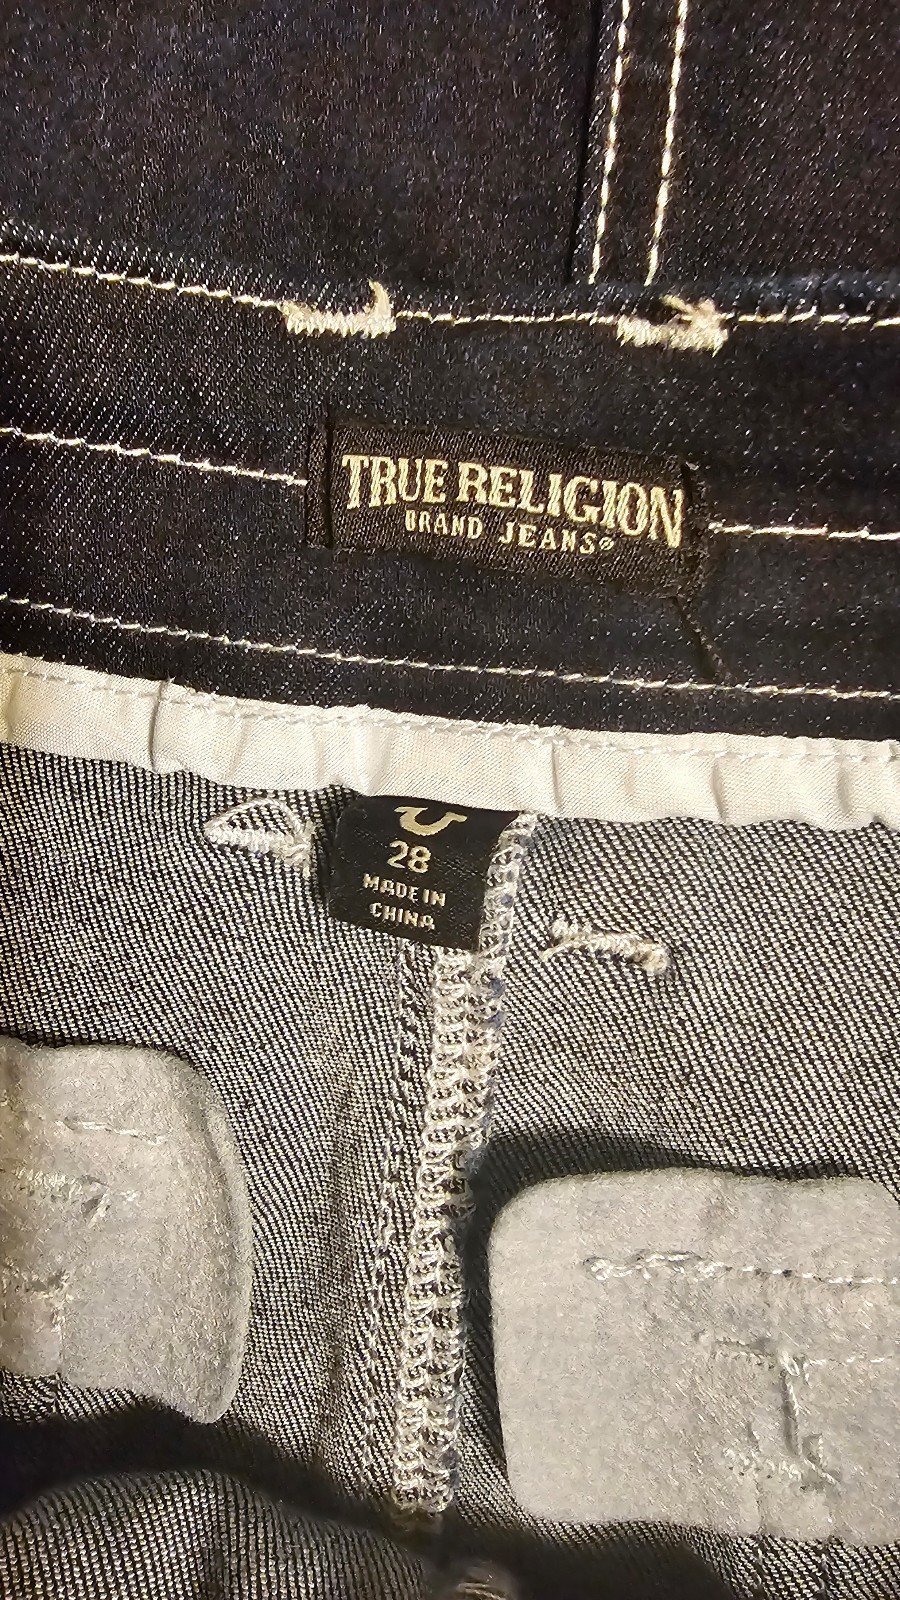 TRUE RELIGION
BRAND JEANS®
28
MADE IN
CHINA